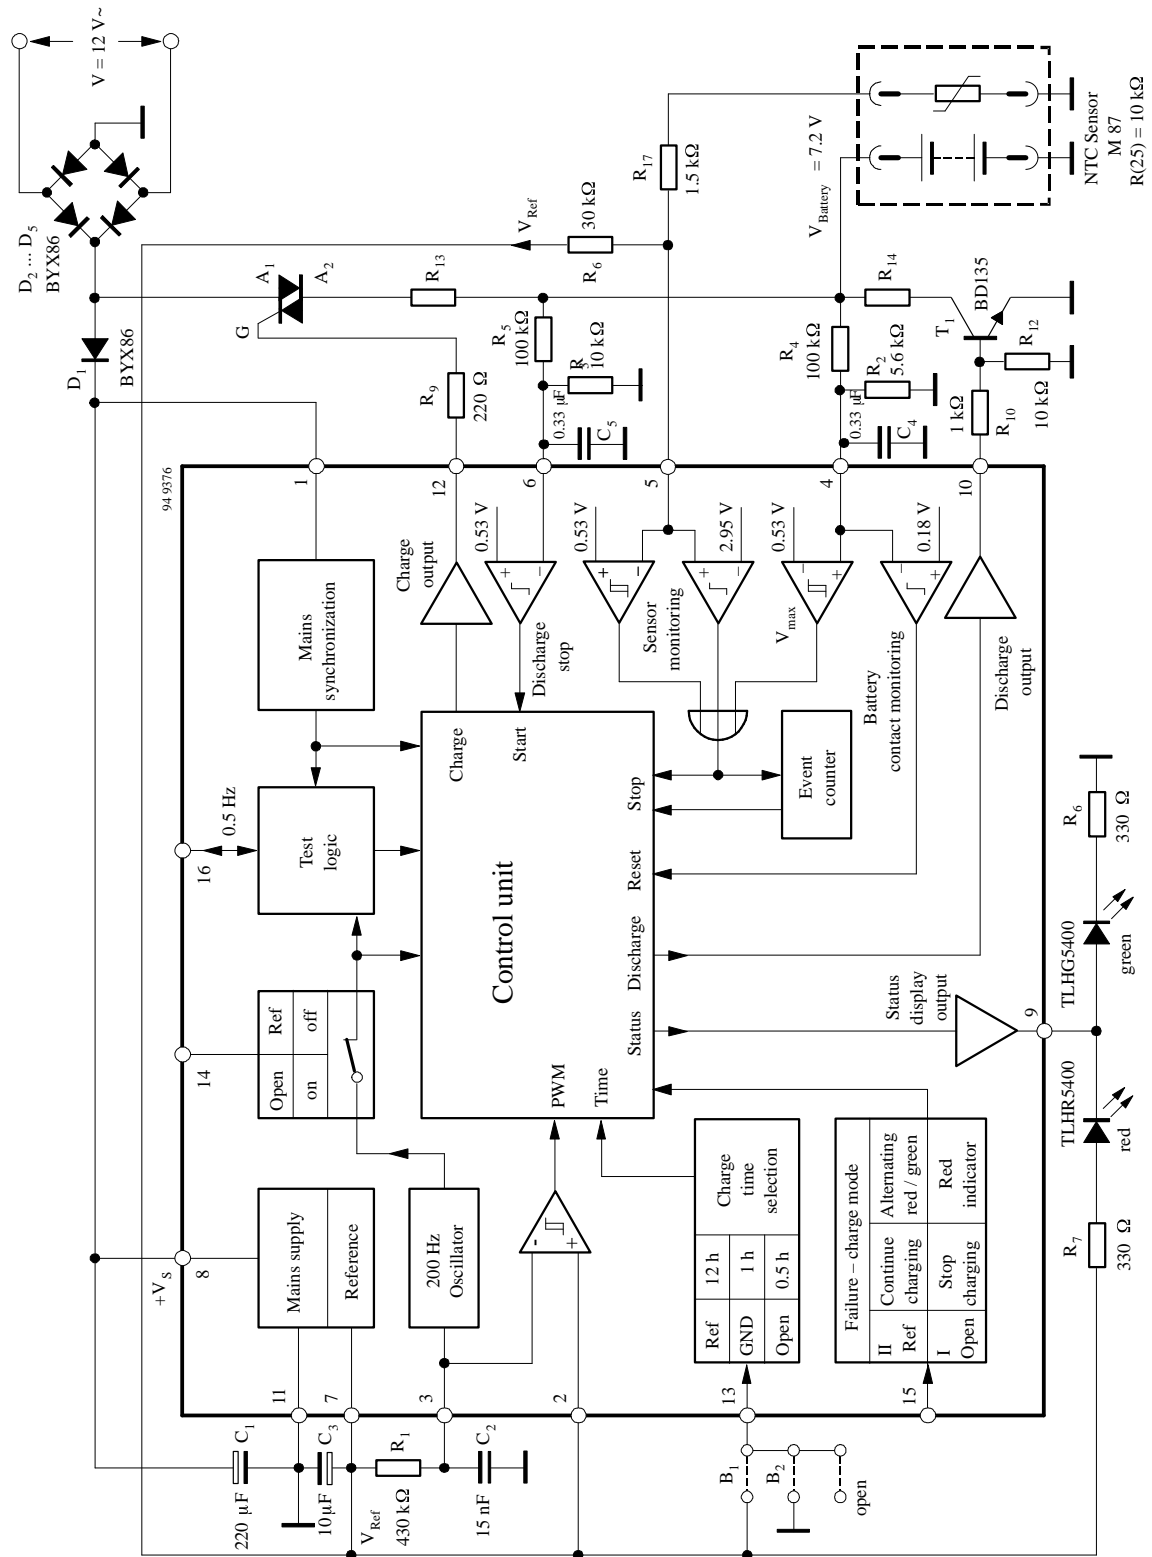 V = 12 V~
D2 ... D5
BYX86
D1
BYX86
A1
A2
G
R13
VRef
30 kΩ
R6
R17
1.5 kΩ
VBattery = 7.2 V
NTC Sensor
M 87
R(25) = 10 kΩ
R9
220 Ω
R5
100 kΩ
R3
10 kΩ
0.33 µF
C5
R4
100 kΩ
R2
5.6 kΩ
0.33 µF
C4
R14
T1
BD135
R12
10 kΩ
1 kΩ
R10
94 9376
1
12
6
5
4
10
Mains
synchronization
Charge
output
0.53 V
+
–
Discharge
stop
0.53 V
+
–
Sensor
monitoring
2.95 V
+
–
0.53 V
Vmax
+
–
0.18 V
–
+
Battery
contact monitoring
Discharge
output
16
0.5 Hz
Test
logic
Charge
Start
Control unit
Stop
Reset
Discharge
Status
PWM
Time
Event
counter
14
Open
Ref
on
off
Status
display
output
9
TLHG5400
green
R6
330 Ω
TLHR5400
red
R7
330 Ω
+VS
8
Mains supply
Reference
200 Hz
Oscillator
-
+
Charge
time
selection
Ref
12 h
GND
1 h
Open
0.5 h
Failure – charge mode
II
Ref
Continue
charging
Alternating
red / green
I
Open
Stop
charging
Red
indicator
11
7
3
2
13
15
C1
220 µF
C3
10 µF
VRef
R1
430 kΩ
C2
15 nF
B1
B2
open